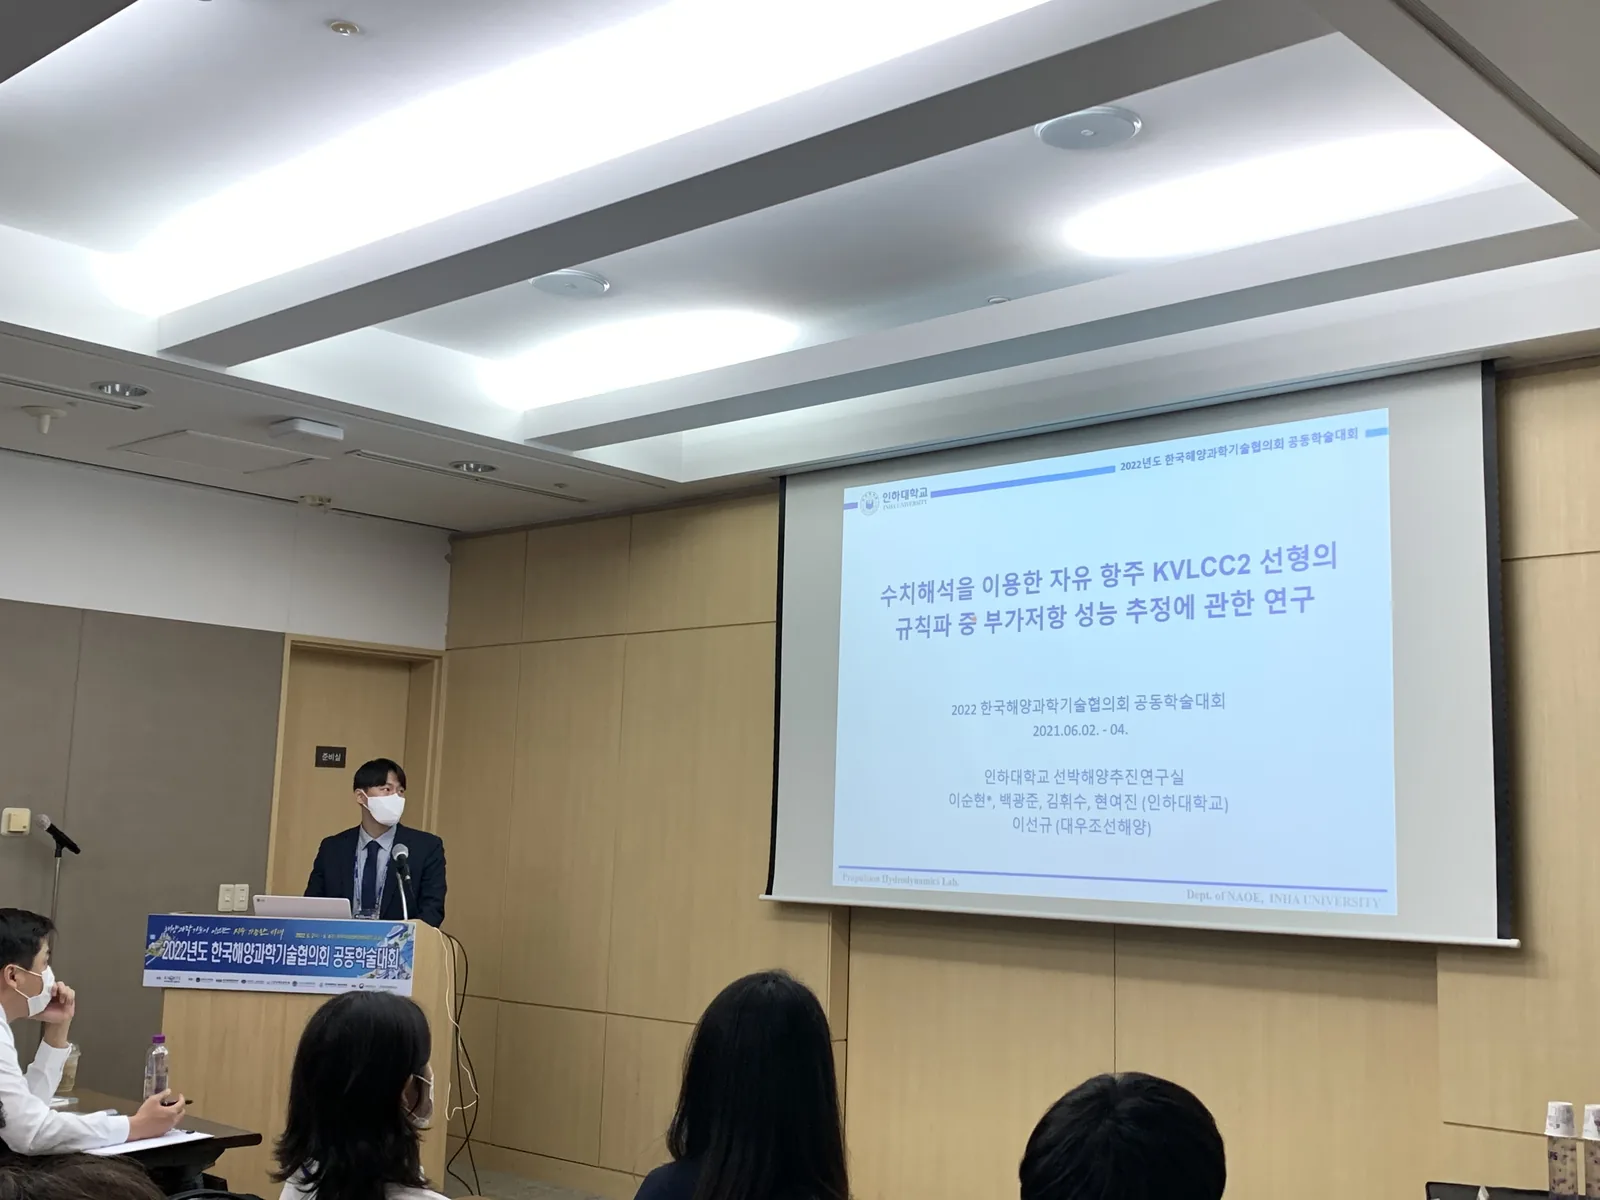 2022년도 한국해양과학기술협의회 공동학술대회
인하대학교
INHA UNIVERSITY
수치해석을 이용한 자유 항주 KVLCC2 선형의
규칙파 중 부가저항 성능 추정에 관한 연구
2022 한국해양과학기술협의회 공동학술대회
2021.06.02. - 04.
인하대학교 선박해양추진연구실
이순현*, 백광준, 김휘수, 현여진 (인하대학교)
이선규 (대우조선해양)
Propulsion Hydrodynamics Lab.
Dept. of NAOE, INHA UNIVERSITY
준비실
2022년도 한국해양과학기술협의회 공동학술대회